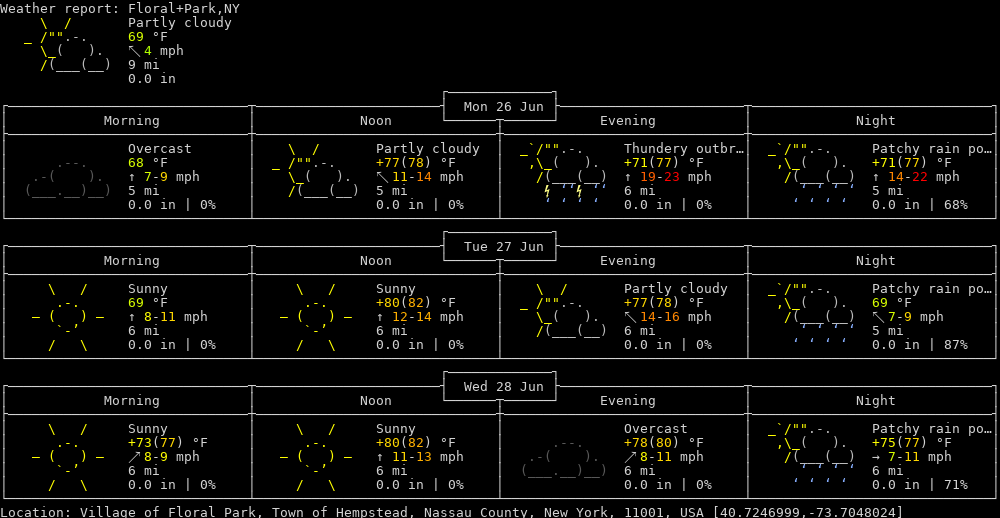 Weather report: Floral+Park,NY
Partly cloudy
69 °F
↖ 4 mph
9 mi
0.0 in
Mon 26 Jun
Morning Noon Evening Night
Overcast Partly cloudy Thundery outbr… Patchy rain po…
68 °F +77(78) °F +71(77) °F +71(77) °F
↑ 7-9 mph ↖ 11-14 mph ↑ 19-23 mph ↑ 14-22 mph
5 mi 5 mi 6 mi 5 mi
0.0 in | 0% 0.0 in | 0% 0.0 in | 0% 0.0 in | 68%
Tue 27 Jun
Morning Noon Evening Night
Sunny Sunny Partly cloudy Patchy rain po…
69 °F +80(82) °F +77(78) °F 69 °F
↑ 8-11 mph ↑ 12-14 mph ↖ 14-16 mph ↖ 7-9 mph
6 mi 6 mi 6 mi 5 mi
0.0 in | 0% 0.0 in | 0% 0.0 in | 0% 0.0 in | 87%
Wed 28 Jun
Morning Noon Evening Night
Sunny Sunny Overcast Patchy rain po…
+73(77) °F +80(82) °F +78(80) °F +75(77) °F
↗ 8-9 mph ↑ 11-13 mph ↗ 8-11 mph → 7-11 mph
6 mi 6 mi 6 mi 6 mi
0.0 in | 0% 0.0 in | 0% 0.0 in | 0% 0.0 in | 71%
Location: Village of Floral Park, Town of Hempstead, Nassau County, New York, 11001, USA [40.7246999,-73.7048024]